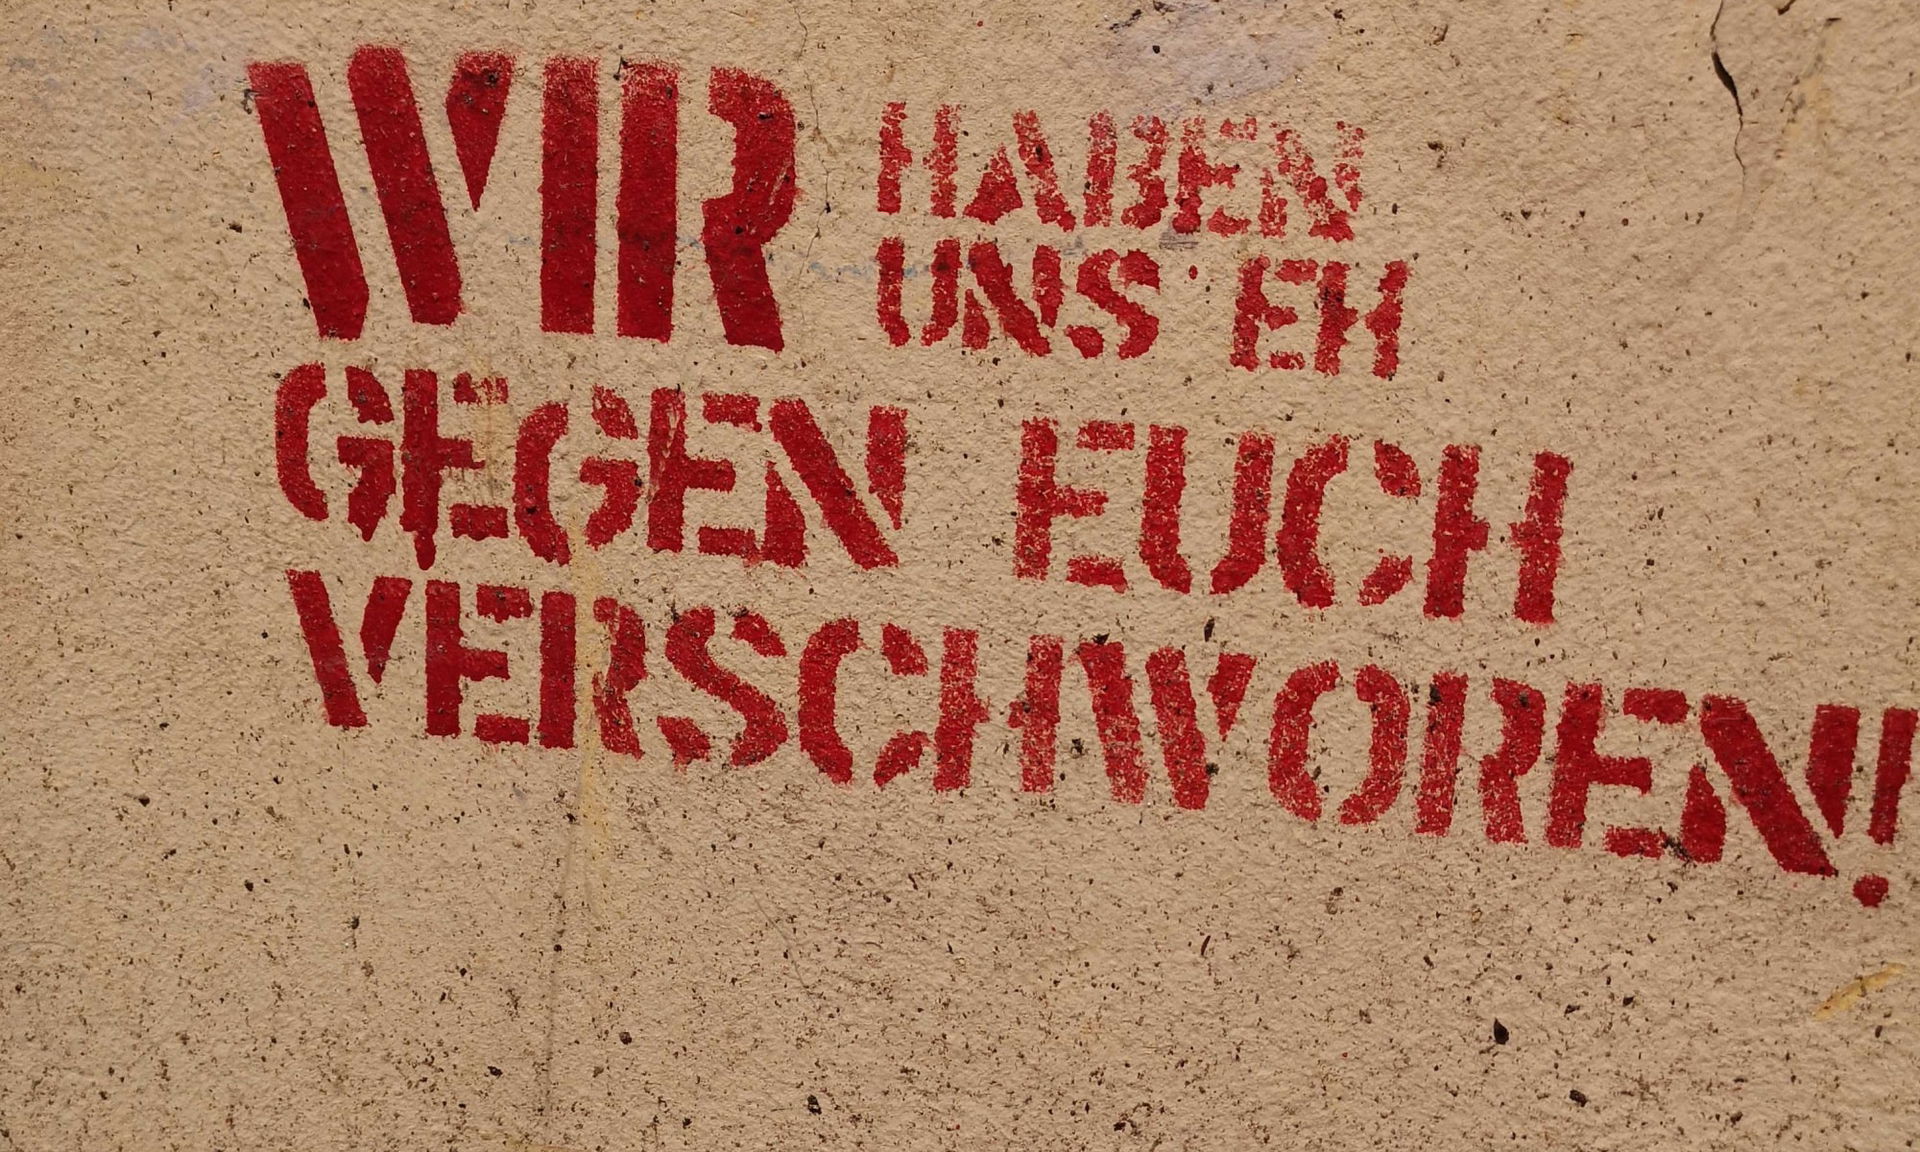 WIR HABEN
UNS EH
GEGEN EUCH
VERSCHWOREN!